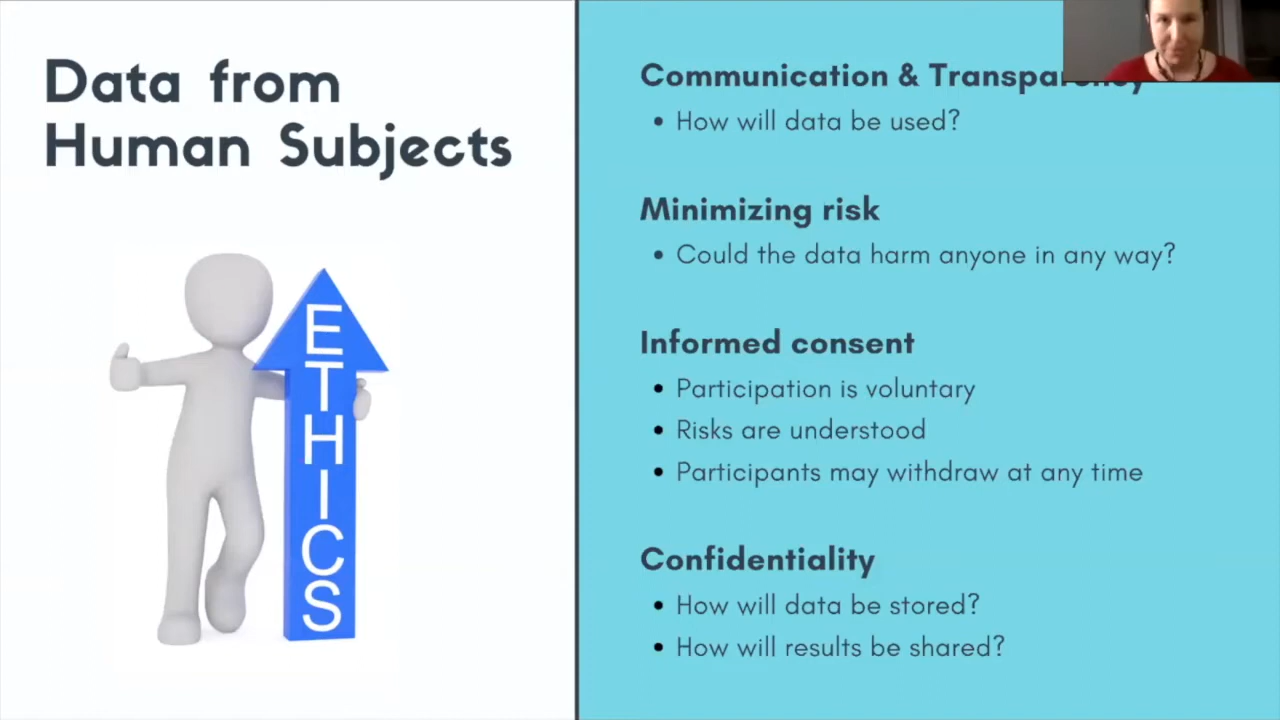 Data from
Human Subjects
ETHICS
Communication & Transparency
• How will data be used?
Minimizing risk
• Could the data harm anyone in any way?
Informed consent
• Participation is voluntary
• Risks are understood
• Participants may withdraw at any time
Confidentiality
• How will data be stored?
• How will results be shared?